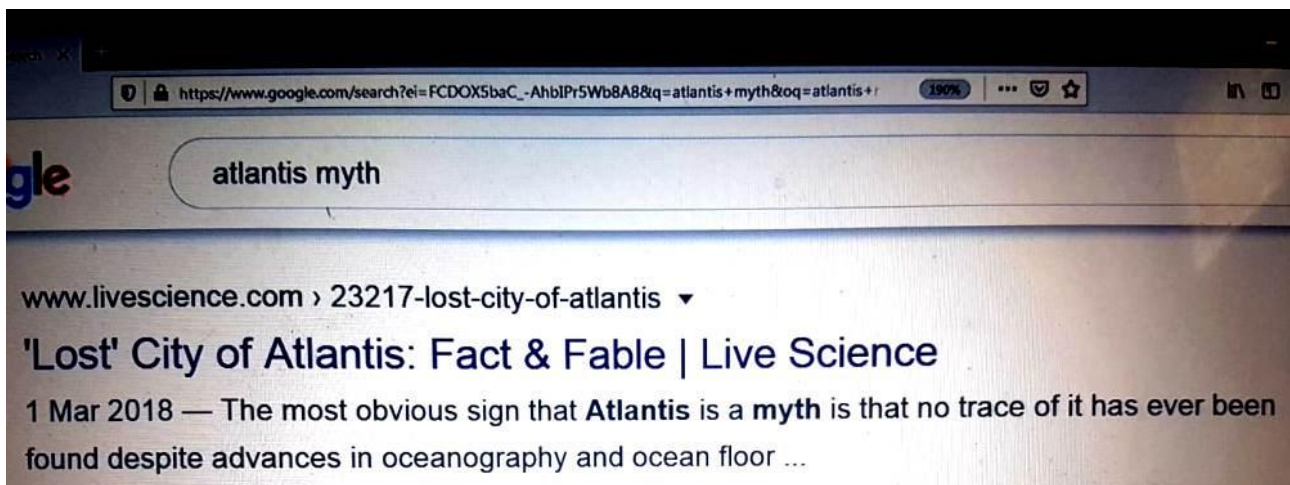 https://www.google.com/search?ei=FCDOX5baC_-AhbIPr5Wb8A8&q=atlantis+myth&oq=atlantis+ 190%
gle atlantis myth
www.livescience.com › 23217-lost-city-of-atlantis
'Lost' City of Atlantis: Fact & Fable | Live Science
1 Mar 2018 — The most obvious sign that Atlantis is a myth is that no trace of it has ever been
found despite advances in oceanography and ocean floor ...